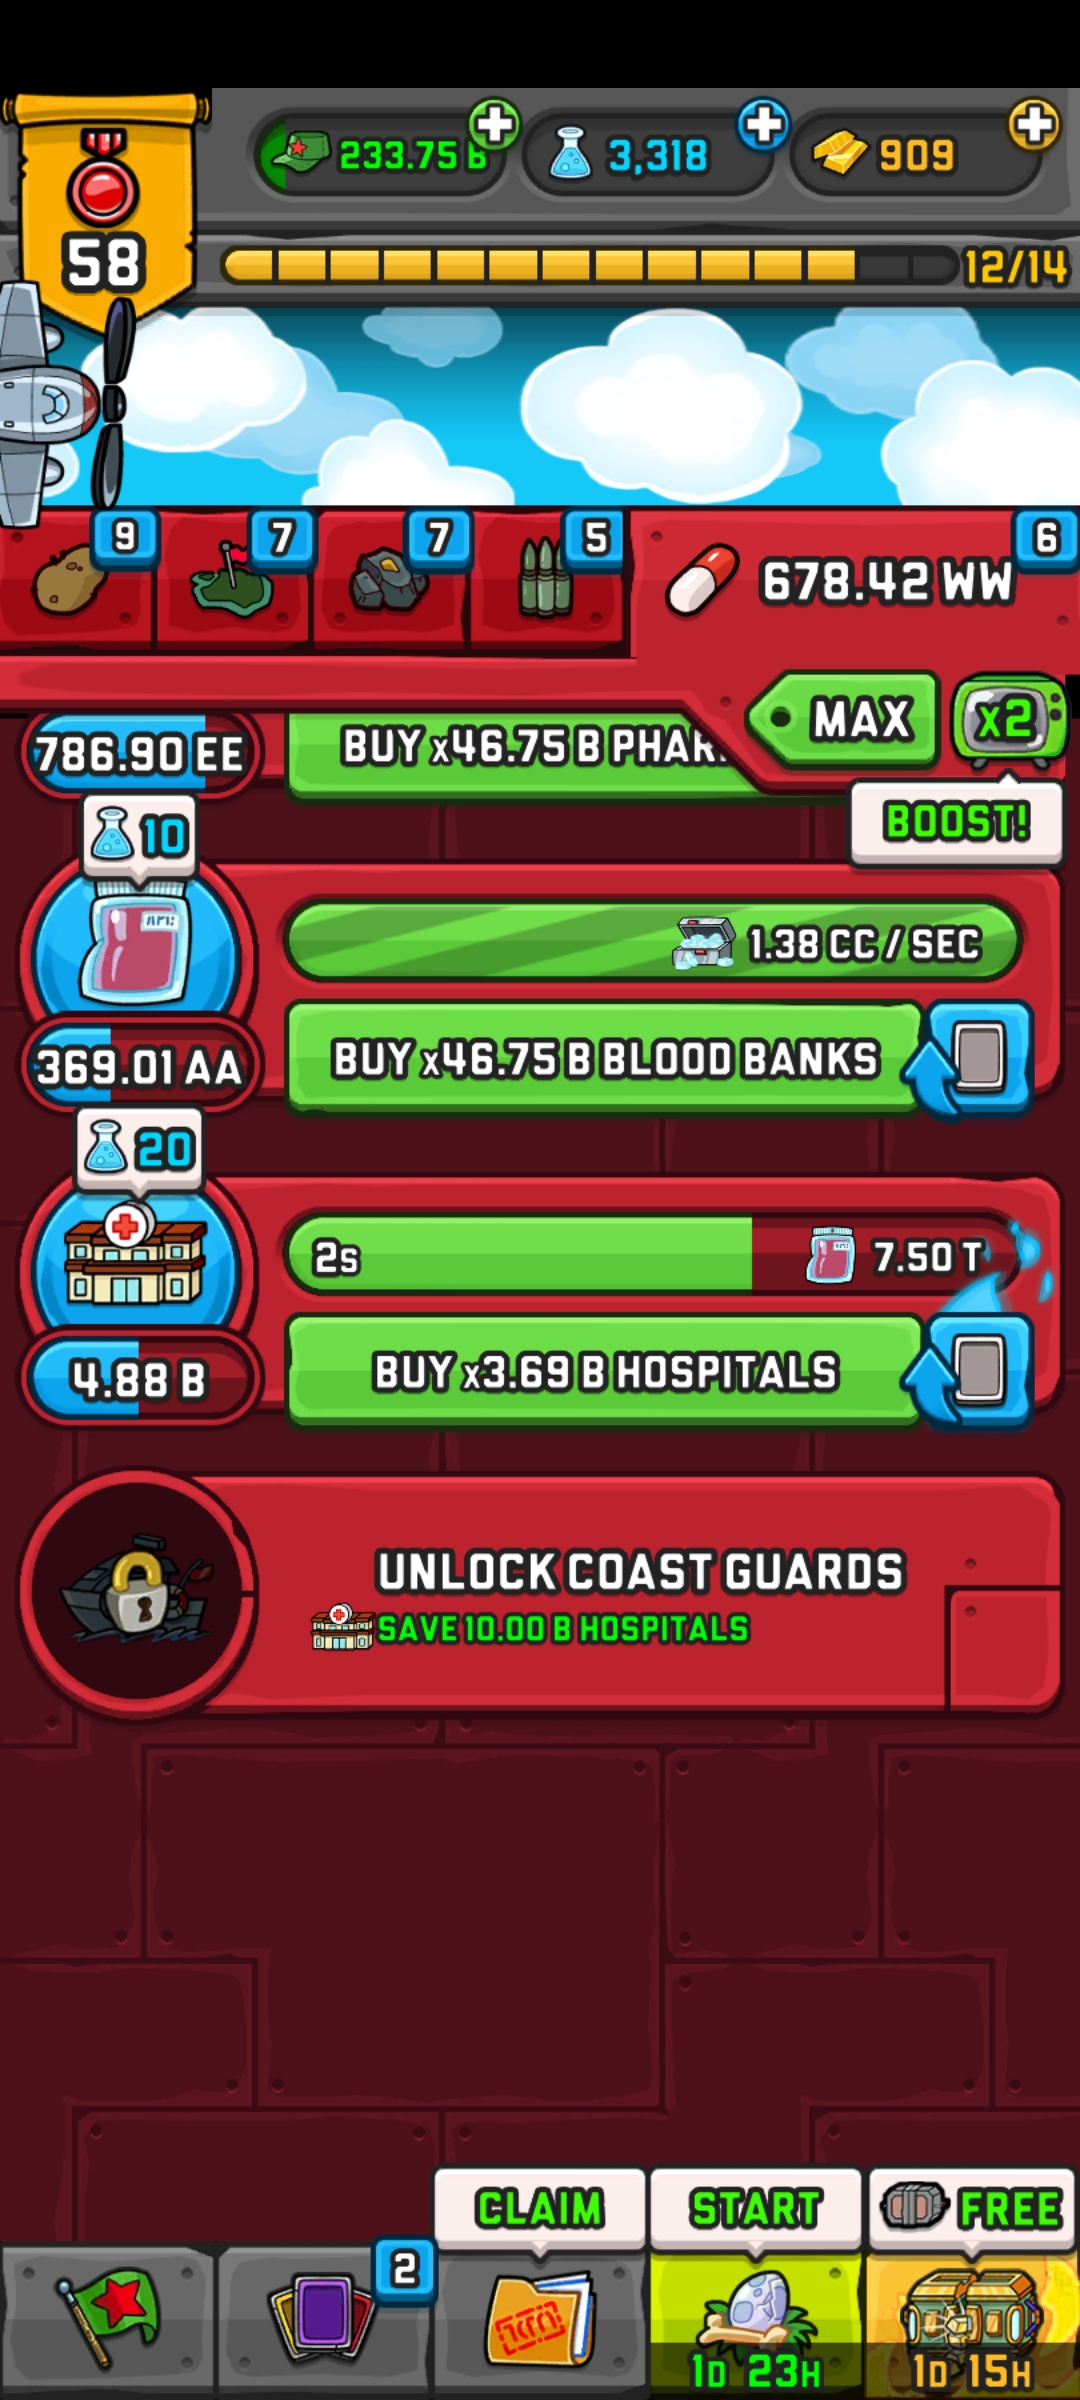 58
233.75 B
3,318
909
12/14
9
7
7
5
6
678.42 WW
MAX
x2
BOOST!
786.90 EE
BUY x46.75 B PHAR
10
1.38 CC / SEC
369.01 AA
BUY x46.75 B BLOOD BANKS
20
2s
7.50 T
4.88 B
BUY x3.69 B HOSPITALS
UNLOCK COAST GUARDS
SAVE 10.00 B HOSPITALS
CLAIM
START
FREE
2
1D 23H
1D 15H